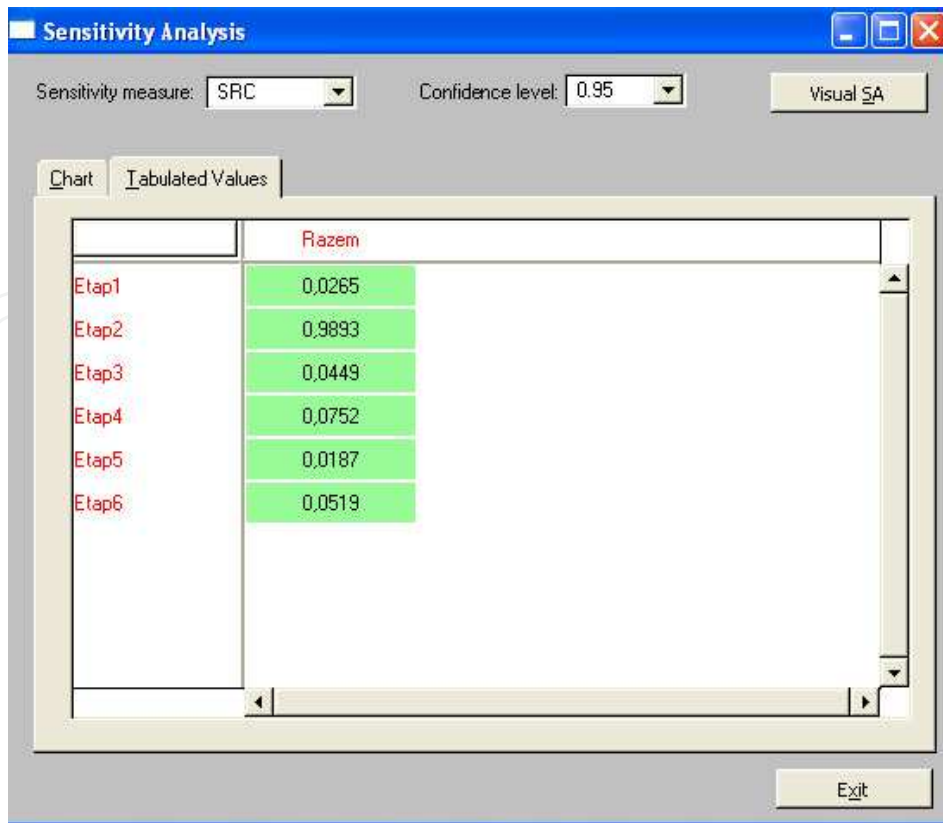 Sensitivity Analysis
Sensitivity measure: SRC Confidence level: 0.95 Visual SA
Chart Tabulated Values
Razem
Etap1 0,0265
Etap2 0,9893
Etap3 0,0449
Etap4 0,0752
Etap5 0,0187
Etap6 0,0519
Exit